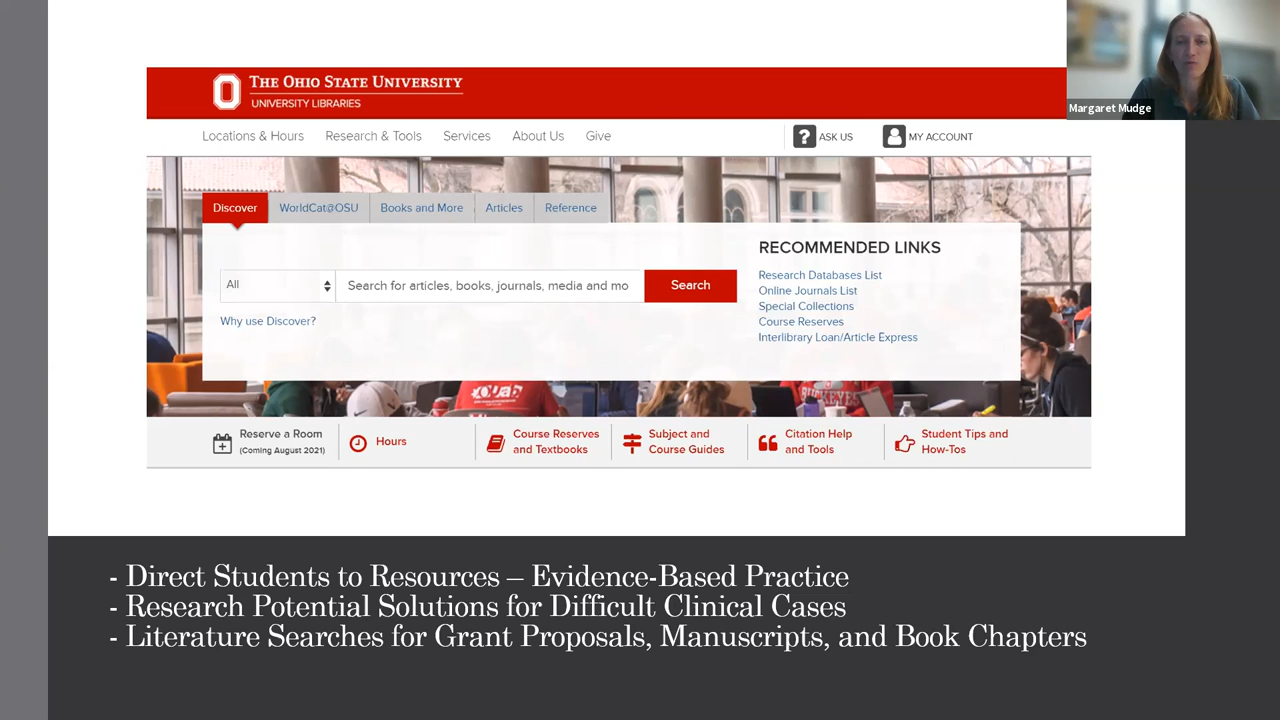 Margaret Mudge
THE OHIO STATE UNIVERSITY
UNIVERSITY LIBRARIES
Locations & Hours
Research & Tools
Services
About Us
Give
? ASK US
MY ACCOUNT
Discover
WorldCat@OSU
Books and More
Articles
Reference
All
Search for articles, books, journals, media and mo
Search
Why use Discover?
RECOMMENDED LINKS
Research Databases List
Online Journals List
Special Collections
Course Reserves
Interlibrary Loan/Article Express
BUCKEYES
Reserve a Room
(Coming August 2021)
Hours
Course Reserves
and Textbooks
Subject and
Course Guides
Citation Help
and Tools
Student Tips and
How-Tos
- Direct Students to Resources – Evidence-Based Practice
- Research Potential Solutions for Difficult Clinical Cases
- Literature Searches for Grant Proposals, Manuscripts, and Book Chapters